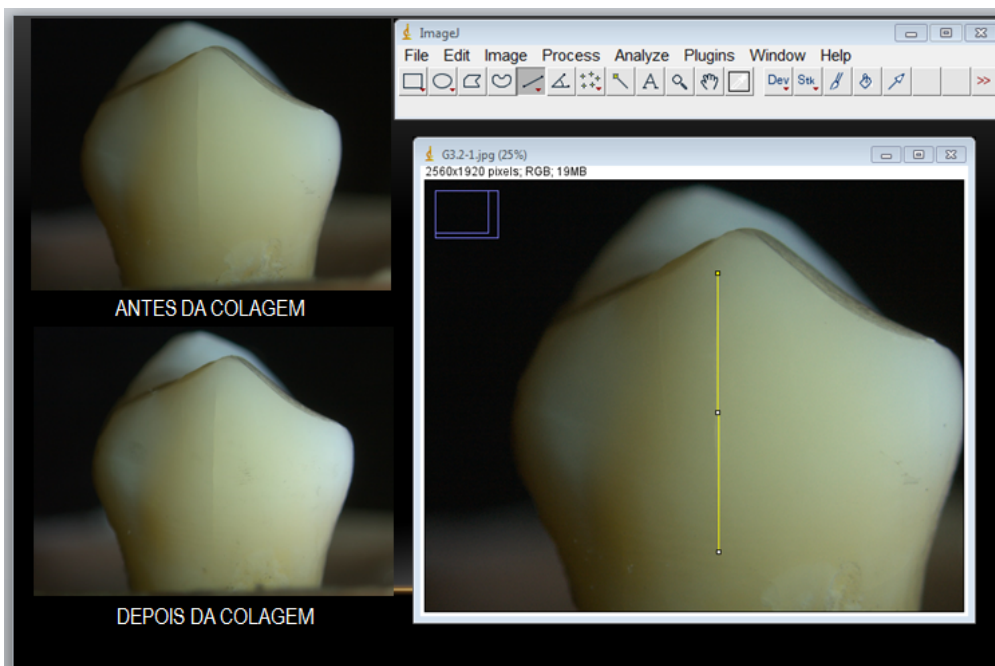 ImageJ
File Edit Image Process Analyze Plugins Window Help
Dev Stk >>
G3.2-1.jpg (25%)
2560x1920 pixels; RGB; 19MB
ANTES DA COLAGEM
DEPOIS DA COLAGEM